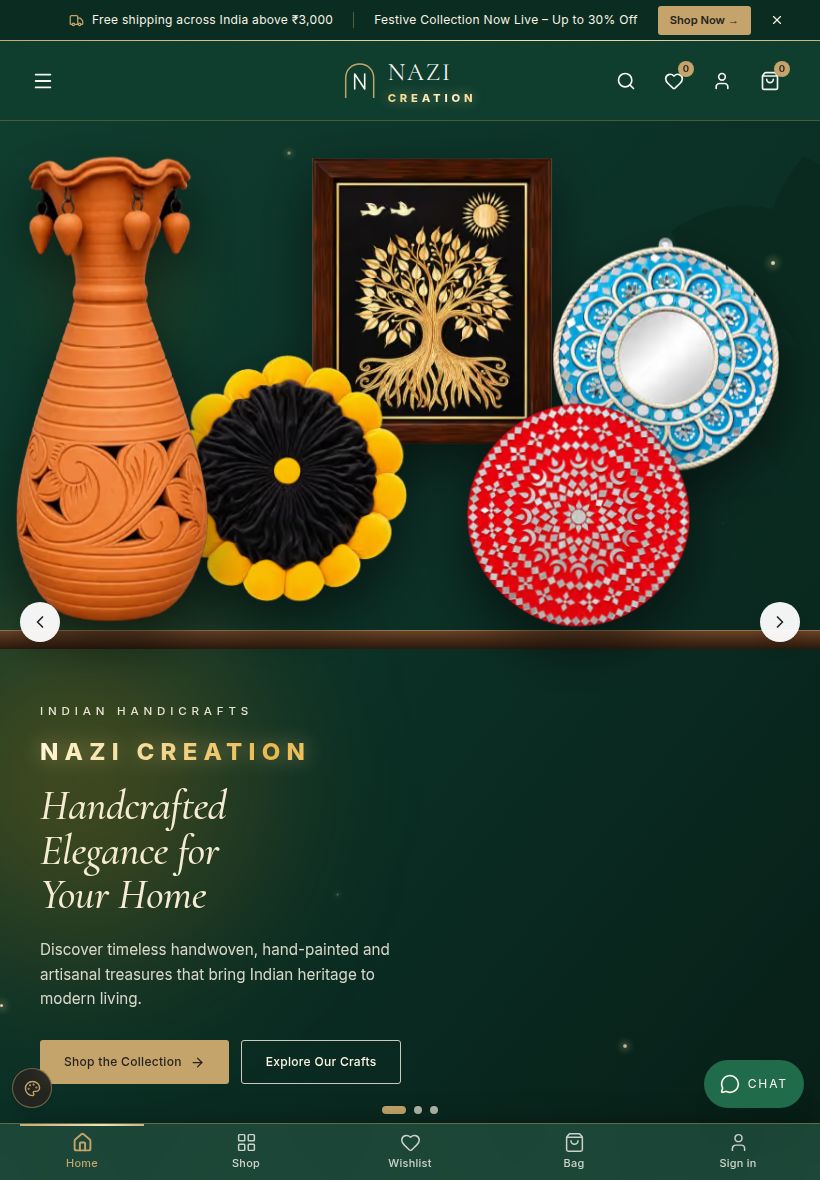 Free shipping across India above ₹3,000
Festive Collection Now Live – Up to 30% Off
Shop Now →
NAZI
CREATION
0
0
INDIAN HANDICRAFTS
NAZI CREATION
Handcrafted
Elegance for
Your Home
Discover timeless handwoven, hand-painted and
artisanal treasures that bring Indian heritage to
modern living.
Shop the Collection →
Explore Our Crafts
CHAT
Home
Shop
Wishlist
Bag
Sign in